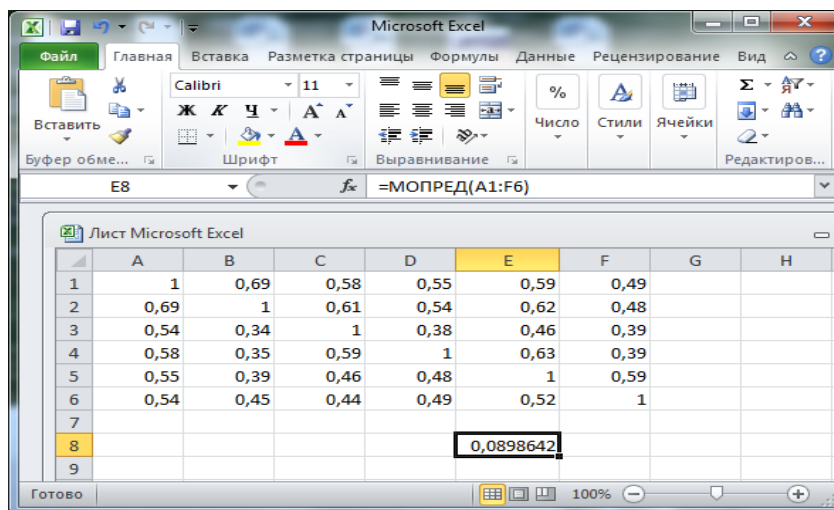 Microsoft Excel
Файл Главная Вставка Разметка страницы Формулы Данные Рецензирование Вид
Calibri 11 %
Вставить Ж К Ч A A Число Стили Ячейки Σ
A
Буфер обме... Шрифт Выравнивание Редактиров...
E8 fx =МОПРЕД(A1:F6)
Лист Microsoft Excel
A B C D E F G H
1 1 0,69 0,58 0,55 0,59 0,49
2 0,69 1 0,61 0,54 0,62 0,48
3 0,54 0,34 1 0,38 0,46 0,39
4 0,58 0,35 0,59 1 0,63 0,39
5 0,55 0,39 0,46 0,48 1 0,59
6 0,54 0,45 0,44 0,49 0,52 1
7
8 0,0898642
9
Готово 100%